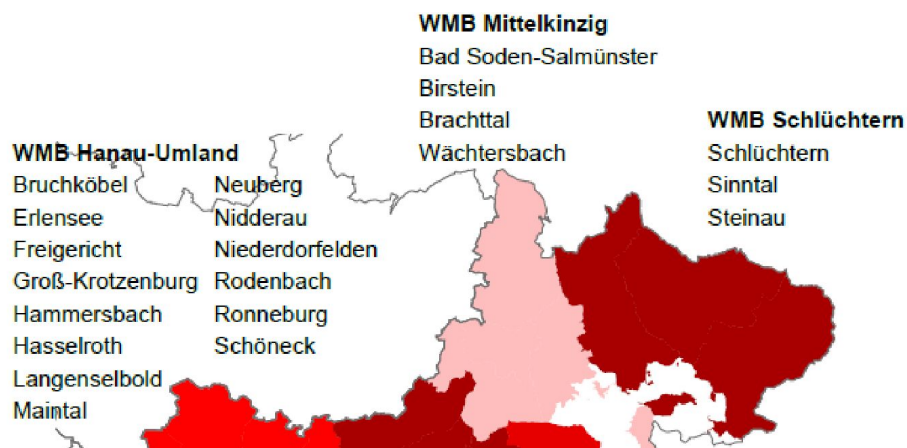 WMB Mittelkinzig
Bad Soden-Salmünster
Birstein
Brachttal
Wächtersbach
WMB Schlüchtern
Schlüchtern
Sinntal
Steinau
WMB Hanau-Umland
Bruchköbel
Erlensee
Freigericht
Groß-Krotzenburg
Hammersbach
Hasselroth
Langenselbold
Maintal
Neuberg
Nidderau
Niederdorfelden
Rodenbach
Ronneburg
Schöneck